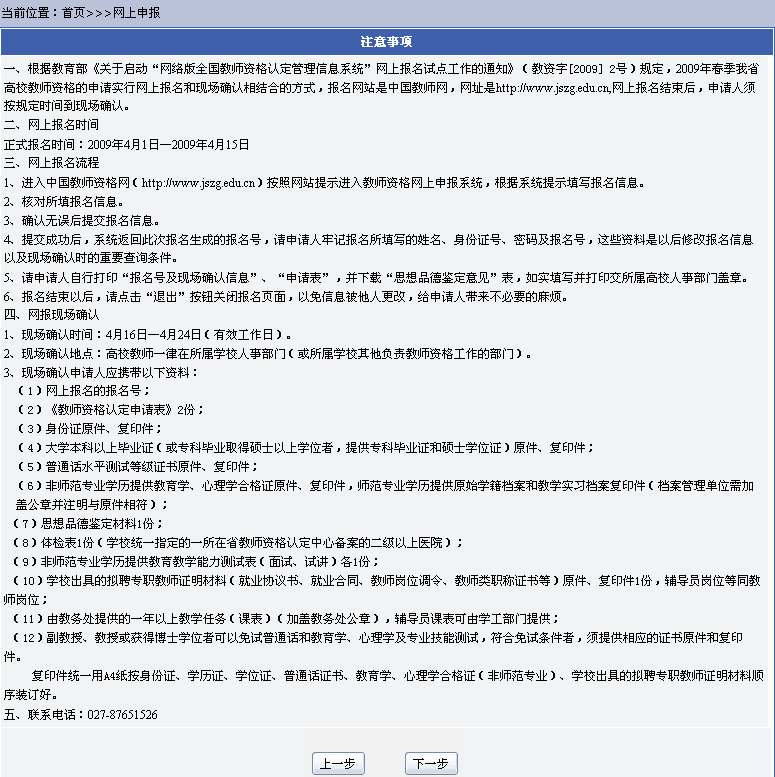 当前位置：首页>>>网上申报
注意事项
一、根据教育部《关于启动“网络版全国教师资格认定管理信息系统”网上报名试点工作的通知》（教资字[2009] 2号）规定，2009年春季我省
高校教师资格的申请实行网上报名和现场确认相结合的方式，报名网站是中国教师网，网址是http://www.jszg.edu.cn,网上报名结束后，申请人须
按规定时间到现场确认。
二、网上报名时间
正式报名时间：2009年4月1日—2009年4月15日
三、网上报名流程
1、进入中国教师资格网（http://www.jszg.edu.cn）按照网站提示进入教师资格网上申报系统，根据系统提示填写报名信息。
2、核对所填报名信息。
3、确认无误后提交报名信息。
4、提交成功后，系统返回此次报名生成的报名号，请申请人牢记报名所填写的姓名、身份证号、密码及报名号，这些资料是以后修改报名信息
以及现场确认时的重要查询条件。
5、请申请人自行打印“报名号及现场确认信息”、“申请表”，并下载“思想品德鉴定意见”表，如实填写并打印交所属高校人事部门盖章。
6、报名结束以后，请点击“退出”按钮关闭报名页面，以免信息被他人更改，给申请人带来不必要的麻烦。
四、网报现场确认
1、现场确认时间：4月16日—4月24日（有效工作日）。
2、现场确认地点：高校教师一律在所属学校人事部门（或所属学校其他负责教师资格工作的部门）。
3、现场确认申请人应携带以下资料：
（1）网上报名的报名号；
（2）《教师资格认定申请表》2份；
（3）身份证原件、复印件；
（4）大学本科以上毕业证（或专科毕业取得硕士以上学位者，提供专科毕业证和硕士学位证）原件、复印件；
（5）普通话水平测试等级证书原件、复印件；
（6）非师范专业学历提供教育学、心理学合格证原件、复印件，师范专业学历提供原始学籍档案和教学实习档案复印件（档案管理单位需加
盖公章并注明与原件相符）；
（7）思想品德鉴定材料1份；
（8）体检表1份（学校统一指定的一所在省教师资格认定中心备案的二级以上医院）；
（9）非师范专业学历提供教育教学能力测试表（面试、试讲）各1份；
（10）学校出具的拟聘专职教师证明材料（就业协议书、就业合同、教师岗位调令、教师类职称证书等）原件、复印件1份，辅导员岗位等同教
师岗位；
（11）由教务处提供的一年以上教学任务（课表）（加盖教务处公章），辅导员课表可由学工部门提供；
（12）副教授、教授或获得博士学位者可以免试普通话和教育学、心理学及专业技能测试，符合免试条件者，须提供相应的证书原件和复印
件。
复印件统一用A4纸按身份证、学历证、学位证、普通话证书、教育学、心理学合格证（非师范专业）、学校出具的拟聘专职教师证明材料顺
序装订好。
五、联系电话：027-87651526
上一步 下一步